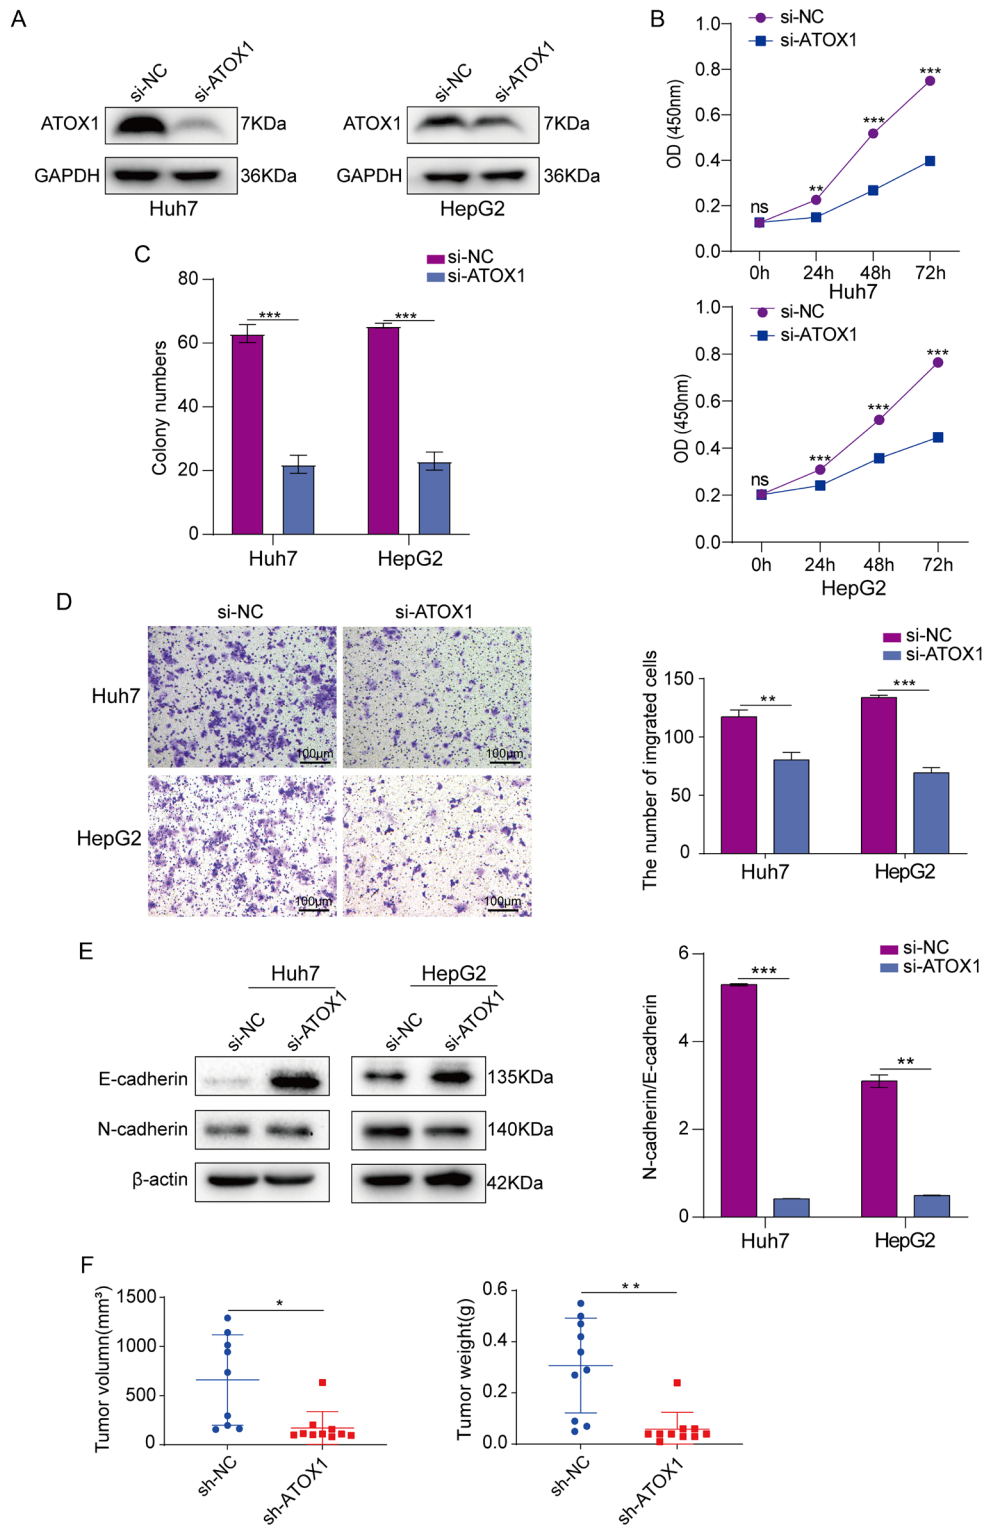 A
si-NC
si-ATOX1
ATOX1
7KDa
GAPDH
36KDa
Huh7
si-NC
si-ATOX1
ATOX1
7KDa
GAPDH
36KDa
HepG2
B
si-NC
si-ATOX1
OD (450nm)
1.0
0.8
0.6
0.4
0.2
0.0
ns
**
***
***
0h 24h 48h 72h
Huh7
si-NC
si-ATOX1
OD (450nm)
1.0
0.8
0.6
0.4
0.2
0.0
ns
***
***
***
0h 24h 48h 72h
HepG2
C
si-NC
si-ATOX1
Colony numbers
80
60
40
20
0
***
***
Huh7 HepG2
D
si-NC si-ATOX1
Huh7
100μm 100μm
HepG2
100μm 100μm
si-NC
si-ATOX1
The number of imgrated cells
150
100
50
0
**
***
Huh7 HepG2
E
Huh7 HepG2
si-NC si-ATOX1 si-NC si-ATOX1
E-cadherin 135KDa
N-cadherin 140KDa
β-actin 42KDa
si-NC
si-ATOX1
N-cadherin/E-cadherin
6
4
2
0
***
**
Huh7 HepG2
F
Tumor volumn(mm³)
1500
1000
500
0
*
sh-NC sh-ATOX1
Tumor weight(g)
0.6
0.4
0.2
0.0
**
sh-NC sh-ATOX1